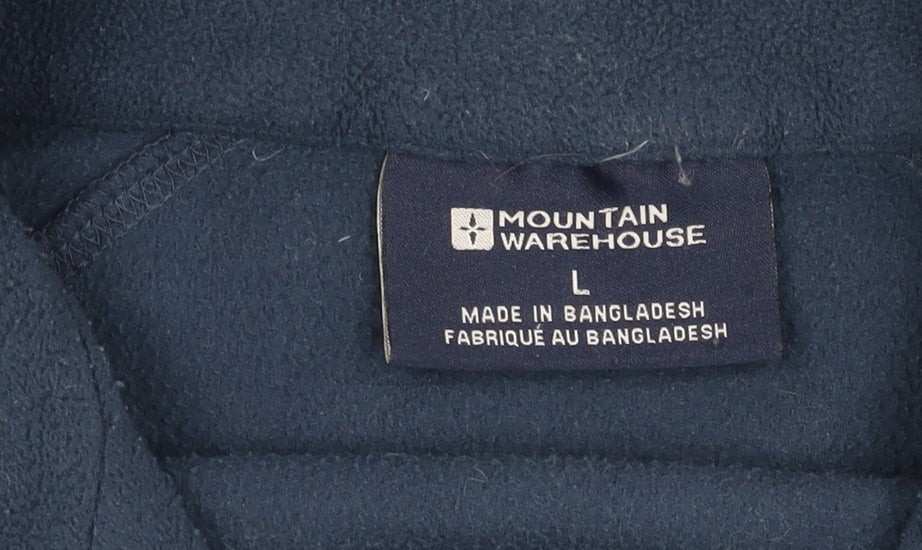 MOUNTAIN
WAREHOUSE
L
MADE IN BANGLADESH
FABRIQUÉ AU BANGLADESH